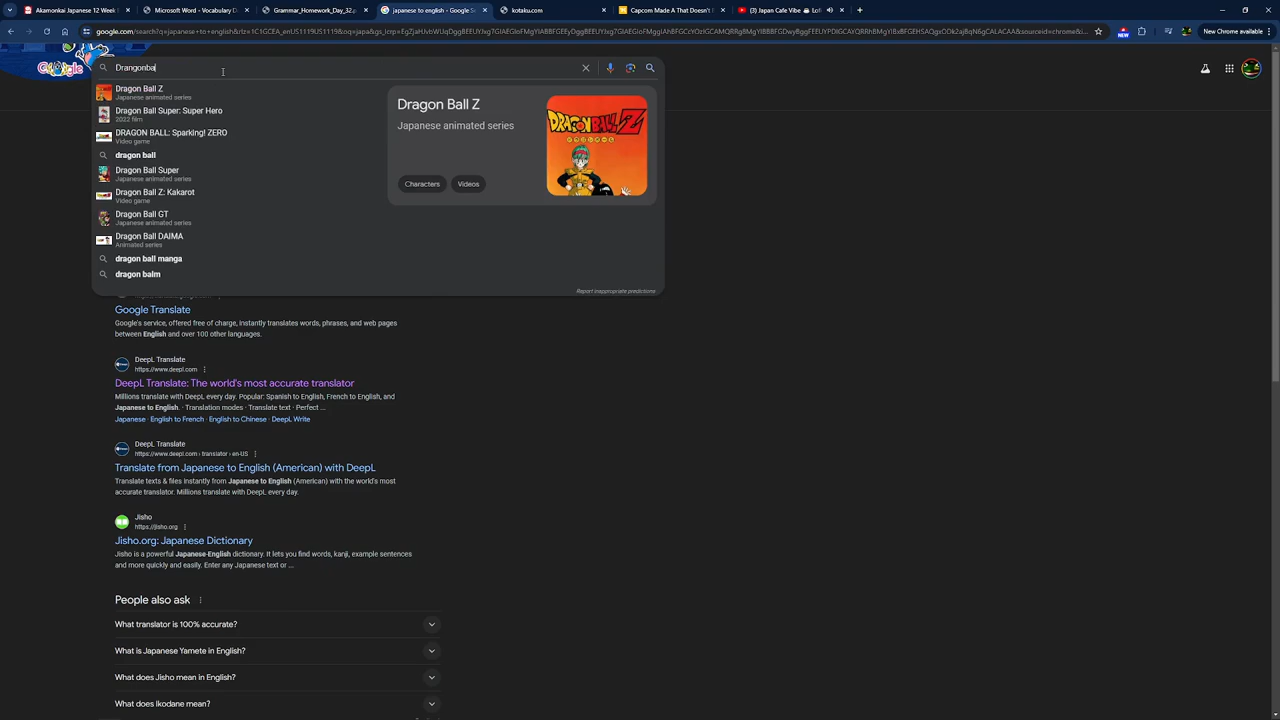 Akamonkai Japanese 12 Week
Microsoft Word - Vocabulary D
Grammar_Homework_Day_32.p
japanese to english - Google S
kotaku.com
Capcom Made A That Doesn't
(3) Japan Cafe Vibe ☕ Lof
New Chrome available
Google
Drangonba
Dragon Ball Z
Japanese animated series
Dragon Ball Super: Super Hero
2022 film
DRAGON BALL: Sparking! ZERO
Video game
dragon ball
Dragon Ball Super
Japanese animated series
Dragon Ball Z: Kakarot
Video game
Dragon Ball GT
Japanese animated series
Dragon Ball DAIMA
Animated series
dragon ball manga
dragon balm
Dragon Ball Z
Japanese animated series
Characters Videos
Report inappropriate predictions
Google Translate
Google's service, offered free of charge, instantly translates words, phrases, and web pages
between English and over 100 other languages.
DeepL Translate
https://www.deepl.com
DeepL Translate: The world's most accurate translator
Millions translate with DeepL every day. Popular: Spanish to English, French to English, and
Japanese to English. · Translation modes · Translate text · Perfect ...
Japanese · English to French · English to Chinese · DeepL Write
DeepL Translate
https://www.deepl.com › translator › en-US
Translate from Japanese to English (American) with DeepL
Translate texts & files instantly from Japanese to English (American) with the world's most
accurate translator. Millions translate with DeepL every day.
Jisho
https://jisho.org
Jisho.org: Japanese Dictionary
Jisho is a powerful Japanese-English dictionary. It lets you find words, kanji, example sentences
and more quickly and easily. Enter any Japanese text or ...
People also ask
What translator is 100% accurate?
What is Japanese Yamete in English?
What does Jisho mean in English?
What does Ikodane mean?